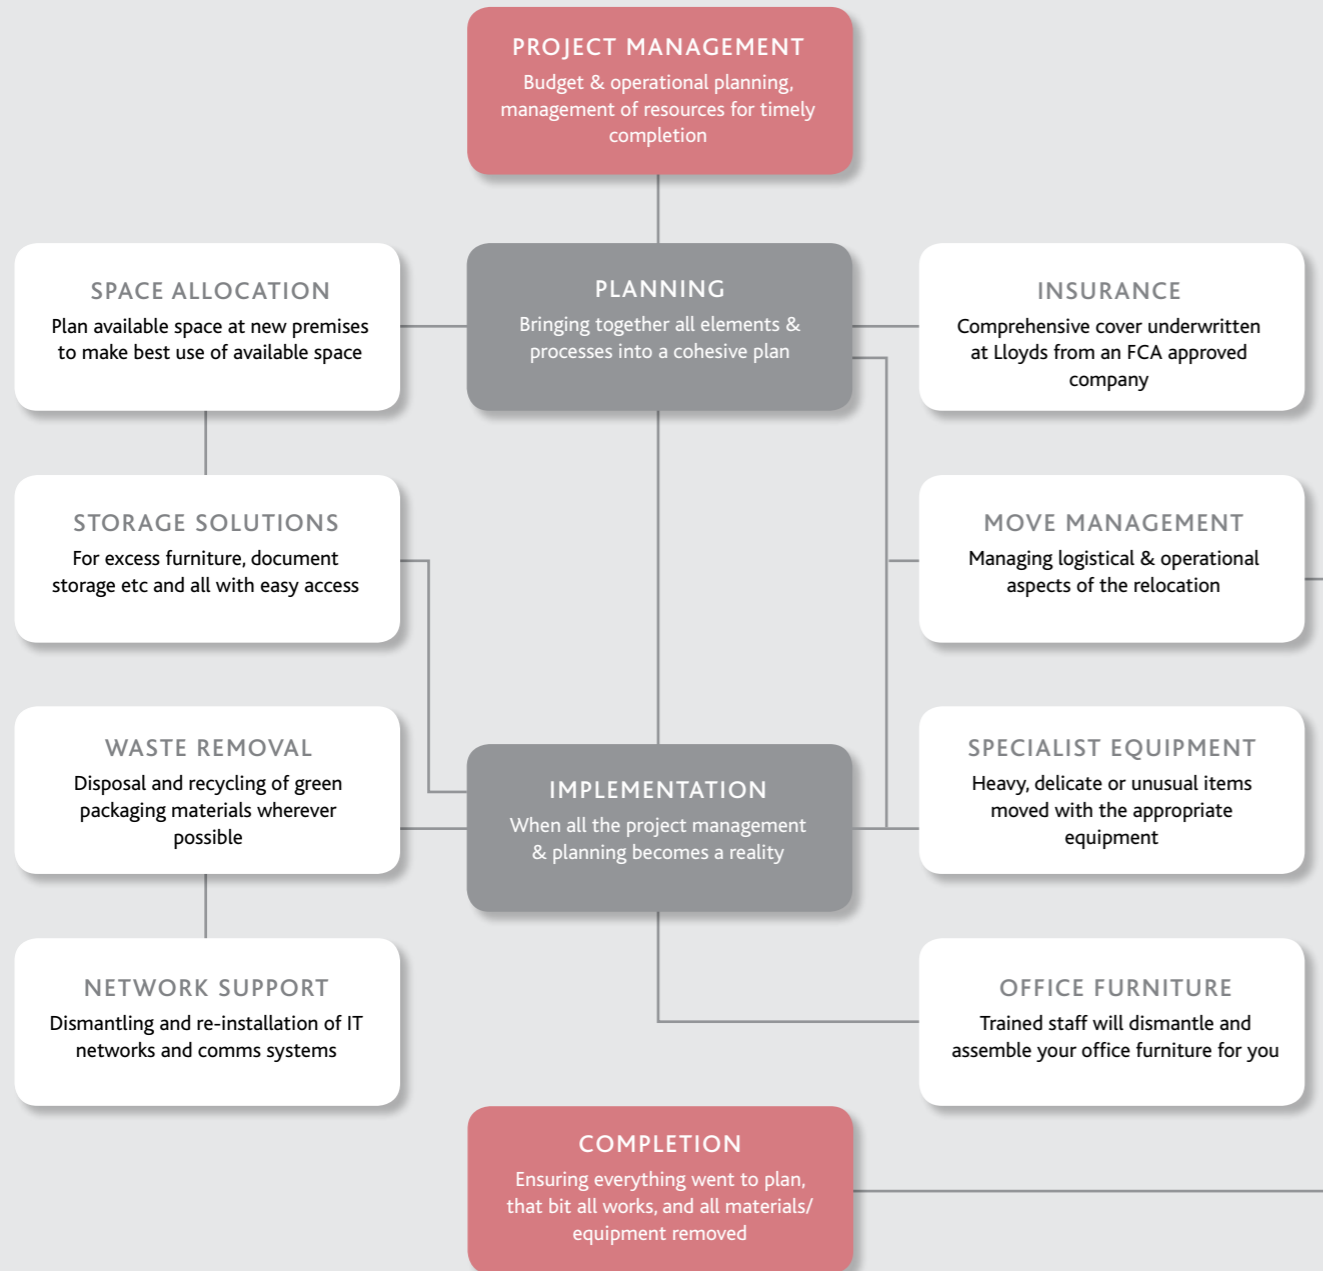 PROJECT MANAGEMENT
Budget & operational planning,
management of resources for timely
completion
SPACE ALLOCATION
Plan available space at new premises
to make best use of available space
PLANNING
Bringing together all elements &
processes into a cohesive plan
INSURANCE
Comprehensive cover underwritten
at Lloyds from an FCA approved
company
STORAGE SOLUTIONS
For excess furniture, document
storage etc and all with easy access
MOVE MANAGEMENT
Managing logistical & operational
aspects of the relocation
WASTE REMOVAL
Disposal and recycling of green
packaging materials wherever
possible
IMPLEMENTATION
When all the project management
& planning becomes a reality
SPECIALIST EQUIPMENT
Heavy, delicate or unusual items
moved with the appropriate
equipment
NETWORK SUPPORT
Dismantling and re-installation of IT
networks and comms systems
OFFICE FURNITURE
Trained staff will dismantle and
assemble your office furniture for you
COMPLETION
Ensuring everything went to plan,
that bit all works, and all materials/
equipment removed